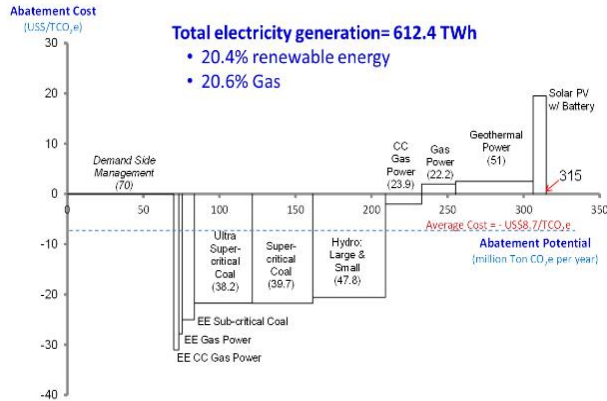 Abatement Cost
(US$/TCO₂e)
Total electricity generation= 612.4 TWh
• 20.4% renewable energy
• 20.6% Gas
30
20
10
0
-10
-20
-30
-40
0
50
100
150
200
250
300
350
Demand Side
Management
(70)
CC
Gas
Power
(23.9)
Gas
Power
(22.2)
Geothermal
Power
(51)
Solar PV
w/ Battery
315
Average Cost = - US$8.7/TCO₂e
Abatement Potential
(million Ton CO₂e per year)
Ultra
Super-
critical
Coal
(38.2)
Super-
critical
Coal
(39.7)
Hydro:
Large &
Small
(47.8)
EE Sub-critical Coal
EE Gas Power
EE CC Gas Power